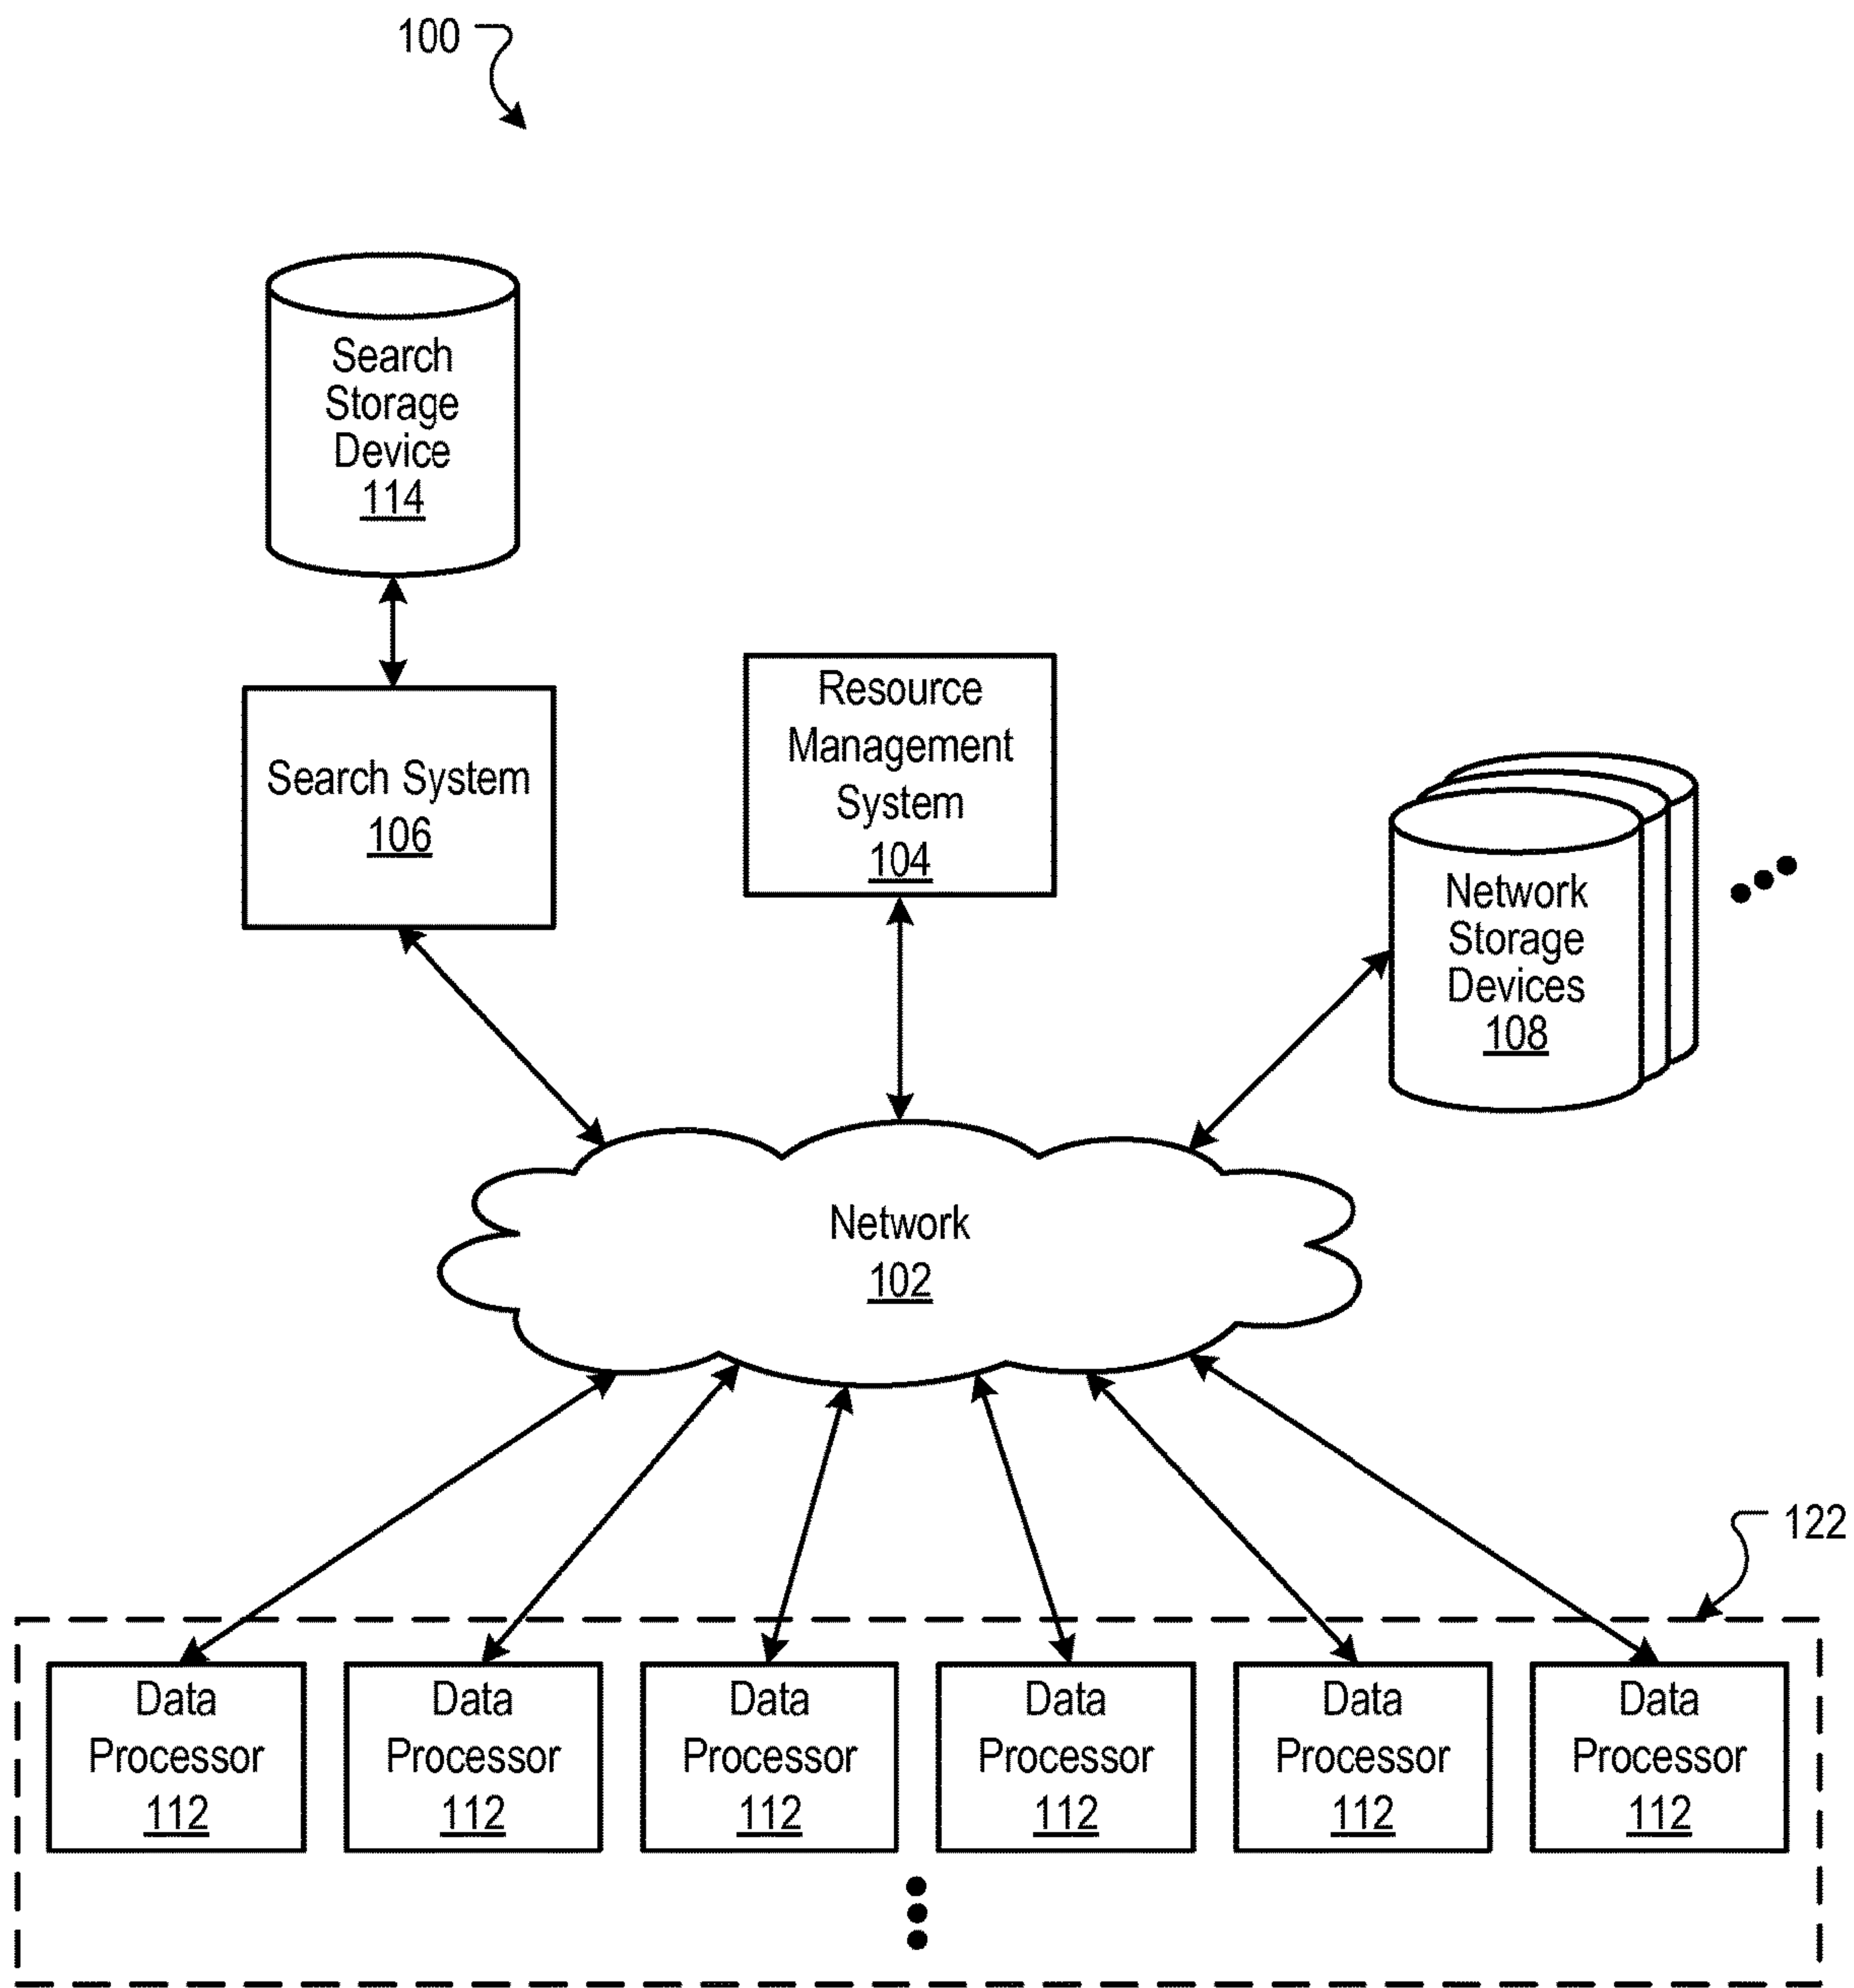 100
Search
Storage
Device
114
Search System
106
Resource
Management
System
104
Network
Storage
Devices
108
Network
102
122
Data
Processor
112
Data
Processor
112
Data
Processor
112
Data
Processor
112
Data
Processor
112
Data
Processor
112